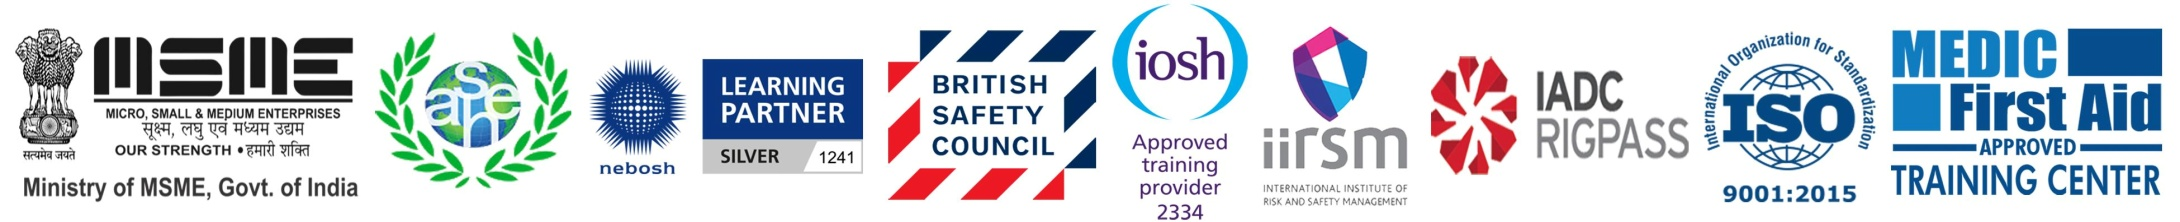 MSME
MICRO, SMALL & MEDIUM ENTERPRISES
सूक्ष्म, लघु एवं मध्यम उद्यम
OUR STRENGTH • हमारी शक्ति
सत्यमेव जयते
Ministry of MSME, Govt. of India
ashe
nebosh
LEARNING
PARTNER
SILVER 1241
BRITISH
SAFETY
COUNCIL
iosh
Approved
training
provider
2334
iirsm
INTERNATIONAL INSTITUTE OF
RISK AND SAFETY MANAGEMENT
IADC
RIGPASS
International Organization for Standardization
ISO
9001:2015
MEDIC
First Aid
APPROVED
TRAINING CENTER